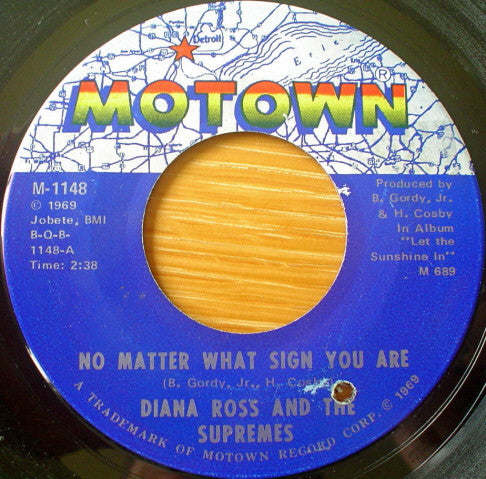 Detroit
Erie
MOTOWN®
M-1148
© 1969
Jobete, BMI
B-Q-8-
1148-A
Time: 2:38
Produced by
B. Gordy, Jr.
& H. Cosby
In Album
"Let the
Sunshine In"
M 689
NO MATTER WHAT SIGN YOU ARE
(B. Gordy, Jr., H. Cosby
DIANA ROSS AND THE
SUPREMES
A TRADEMARK OF MOTOWN RECORD CORP. © 1969